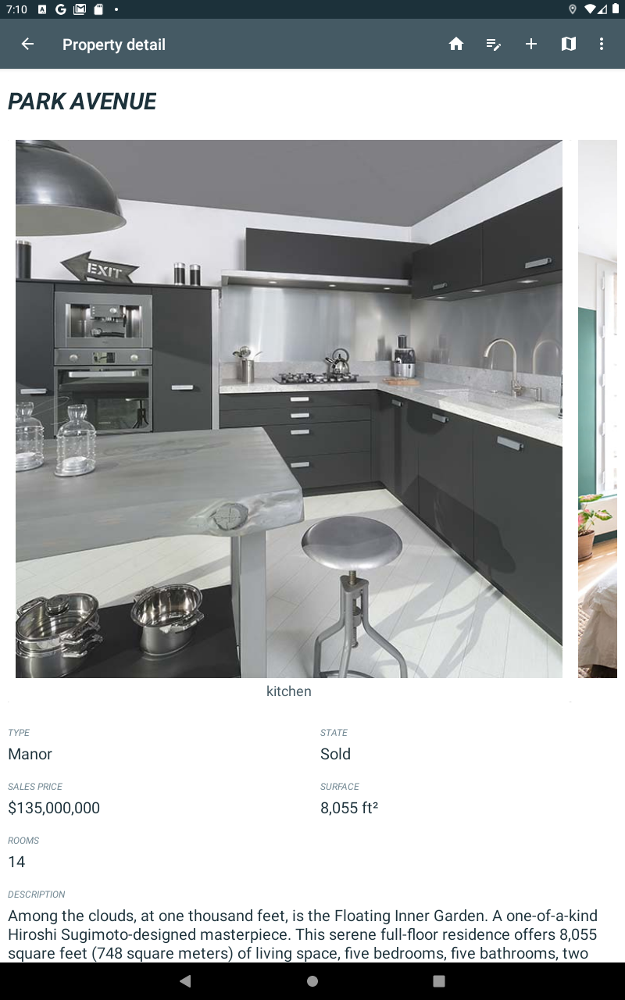 7:10
Property detail
PARK AVENUE
EXIT
kitchen
TYPE
Manor
STATE
Sold
SALES PRICE
$135,000,000
SURFACE
8,055 ft²
ROOMS
14
DESCRIPTION
Among the clouds, at one thousand feet, is the Floating Inner Garden. A one-of-a-kind
Hiroshi Sugimoto-designed masterpiece. This serene full-floor residence offers 8,055
square feet (748 square meters) of living space, five bedrooms, five bathrooms, two